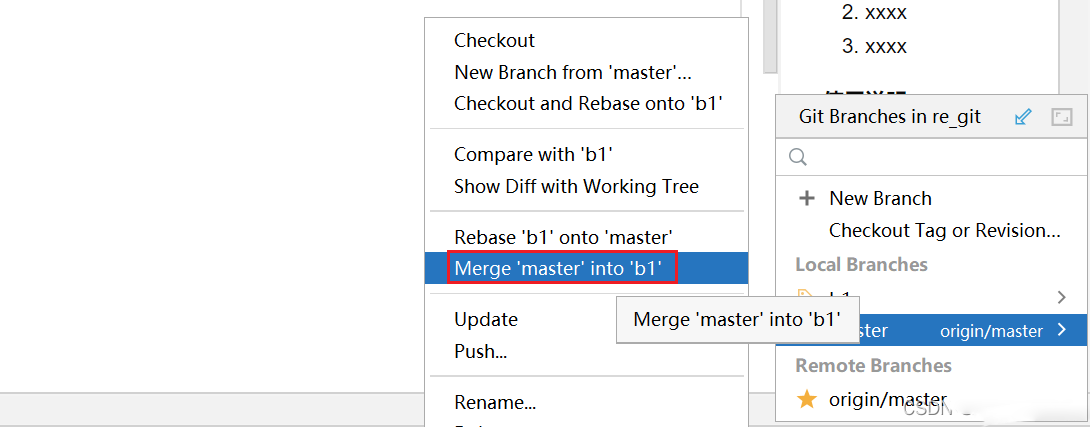 2. xxxx
3. xxxx
Checkout
New Branch from 'master'...
Checkout and Rebase onto 'b1'
Compare with 'b1'
Show Diff with Working Tree
Rebase 'b1' onto 'master'
Merge 'master' into 'b1'
Update
Push...
Rename...
Merge 'master' into 'b1'
Git Branches in re_git
New Branch
Checkout Tag or Revision...
Local Branches
b1
ster origin/master
Remote Branches
origin/master
CSDN